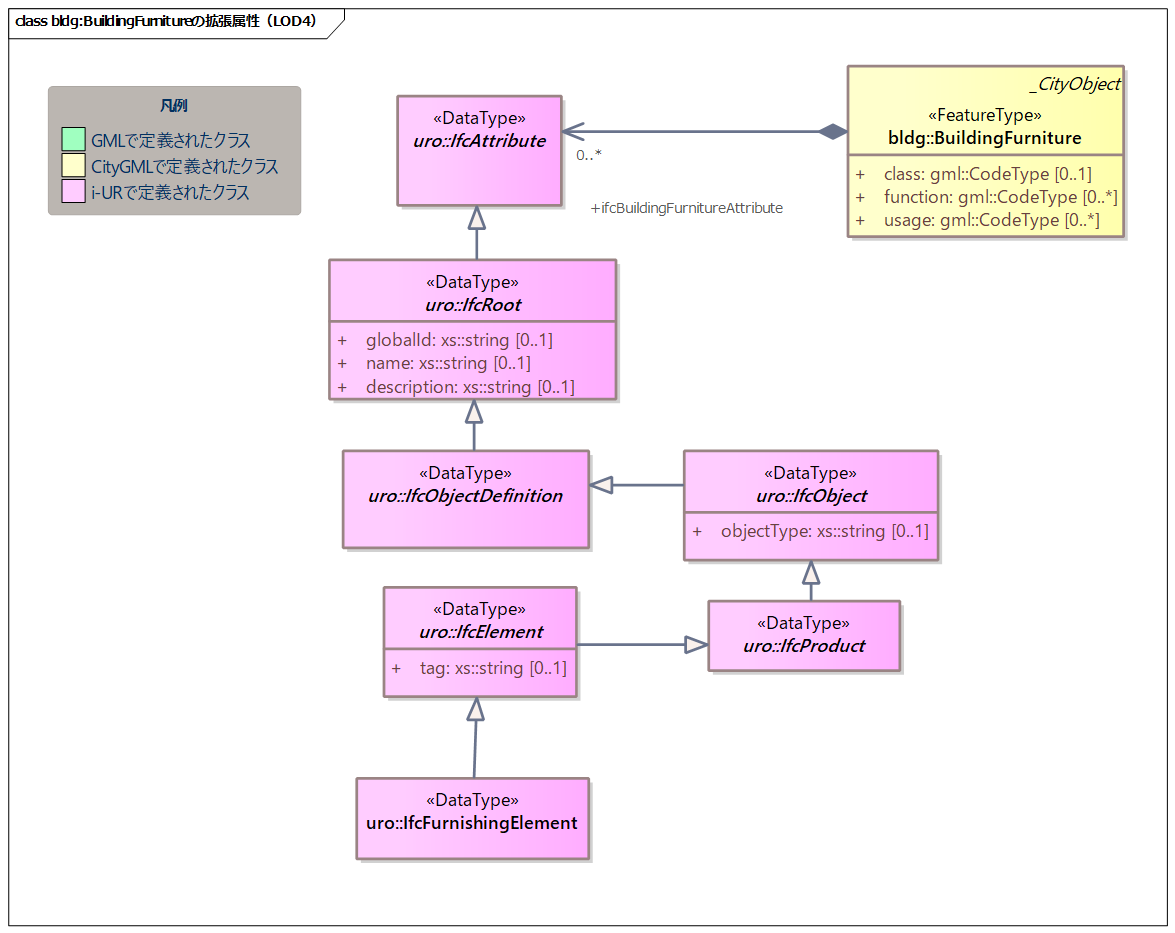 class bldg:BuildingFurnitureの拡張属性（LOD4）
凡例
GMLで定義されたクラス
CityGMLで定義されたクラス
i-URで定義されたクラス
«DataType»
uro::IfcAttribute
_CityObject
«FeatureType»
bldg::BuildingFurniture
+ class: gml::CodeType [0..1]
+ function: gml::CodeType [0..*]
+ usage: gml::CodeType [0..*]
0..*
+ifcBuildingFurnitureAttribute
«DataType»
uro::IfcRoot
+ globalId: xs::string [0..1]
+ name: xs::string [0..1]
+ description: xs::string [0..1]
«DataType»
uro::IfcObjectDefinition
«DataType»
uro::IfcObject
+ objectType: xs::string [0..1]
«DataType»
uro::IfcElement
+ tag: xs::string [0..1]
«DataType»
uro::IfcProduct
«DataType»
uro::IfcFurnishingElement